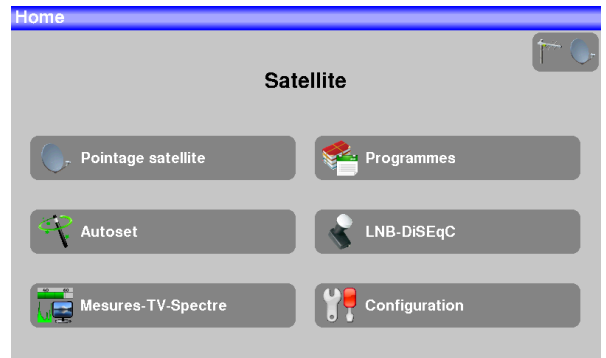 Home
Satellite
Pointage satellite
Programmes
Autoset
LNB-DiSEqC
Mesures-TV-Spectre
Configuration